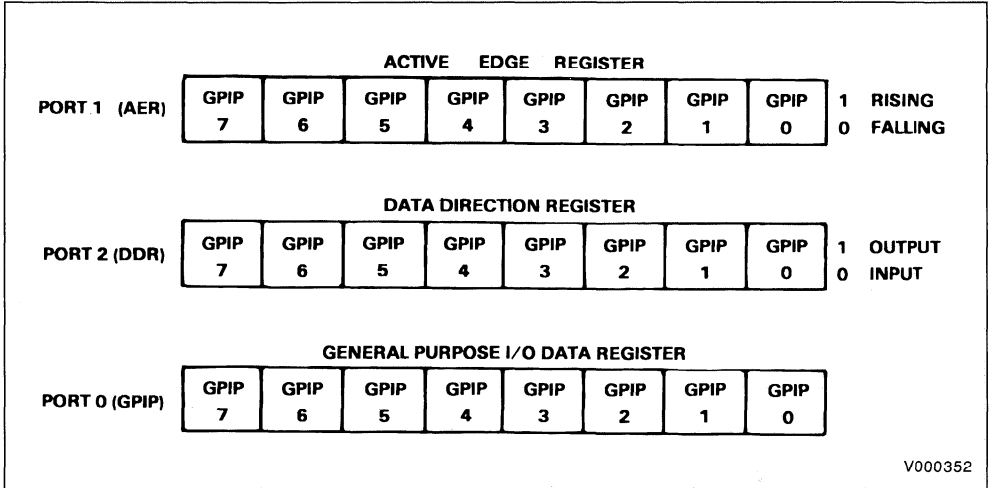 ACTIVE EDGE REGISTER
PORT 1 (AER) GPIP 7 GPIP 6 GPIP 5 GPIP 4 GPIP 3 GPIP 2 GPIP 1 GPIP 0 1 RISING
0 FALLING
DATA DIRECTION REGISTER
PORT 2 (DDR) GPIP 7 GPIP 6 GPIP 5 GPIP 4 GPIP 3 GPIP 2 GPIP 1 GPIP 0 1 OUTPUT
0 INPUT
GENERAL PURPOSE I/O DATA REGISTER
PORT 0 (GPIP) GPIP 7 GPIP 6 GPIP 5 GPIP 4 GPIP 3 GPIP 2 GPIP 1 GPIP 0
V000352